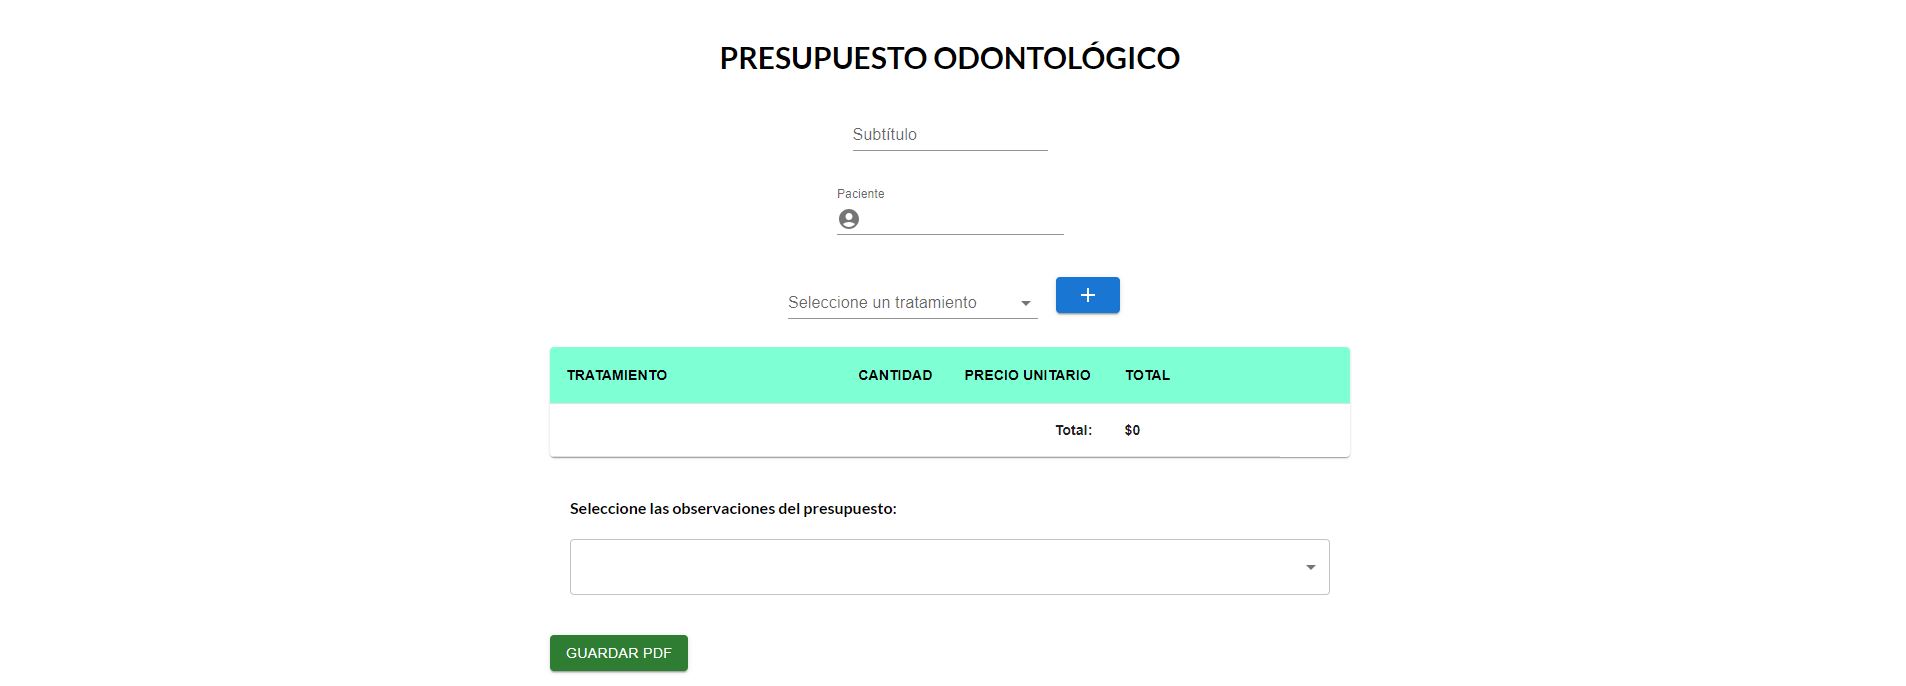 PRESUPUESTO ODONTOLÓGICO
Subtítulo
Paciente
Seleccione un tratamiento
TRATAMIENTO CANTIDAD PRECIO UNITARIO TOTAL
Total: $0
Seleccione las observaciones del presupuesto:
GUARDAR PDF